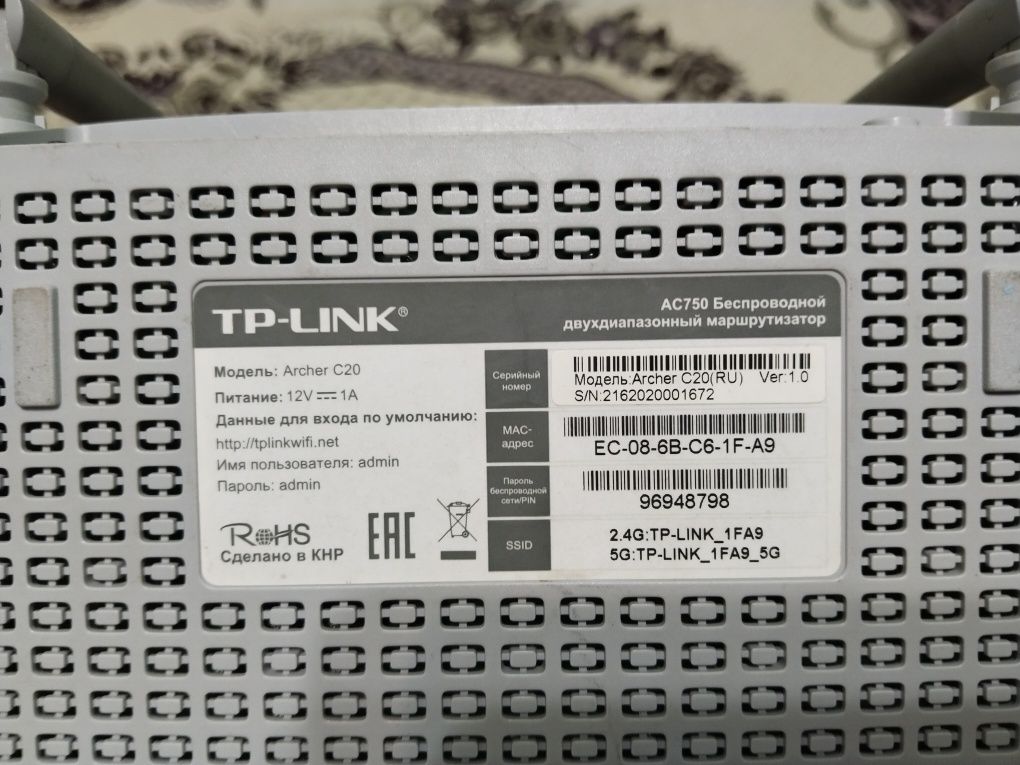 TP-LINK®
AC750 Беспроводной
двухдиапазонный маршрутизатор
Модель: Archer C20
Питание: 12V 1A
Данные для входа по умолчанию:
http://tplinkwifi.net
Имя пользователя: admin
Пароль: admin
RoHS
Сделано в КНР
EAC
Серийный
номер
Модель:Archer C20(RU) Ver:1.0
S/N:2162020001672
MAC-
адрес
EC-08-6B-C6-1F-A9
Пароль
беспроводной
сети/PIN
96948798
SSID
2.4G:TP-LINK_1FA9
5G:TP-LINK_1FA9_5G